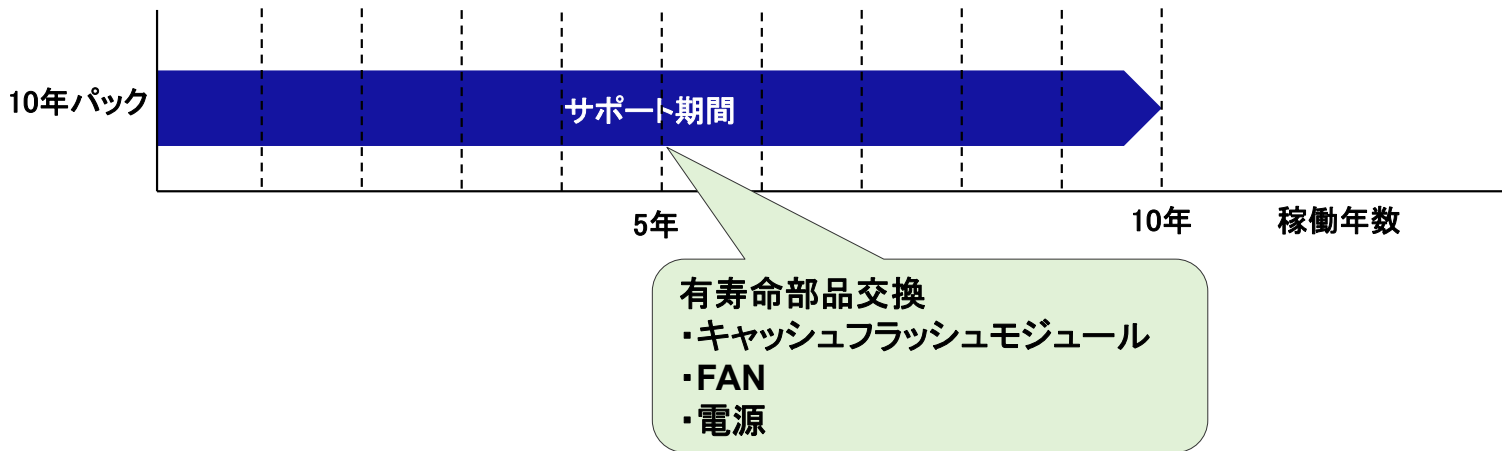 10年パック
サポート期間
5年
10年
稼働年数
有寿命部品交換
・キャッシュフラッシュモジュール
・FAN
・電源